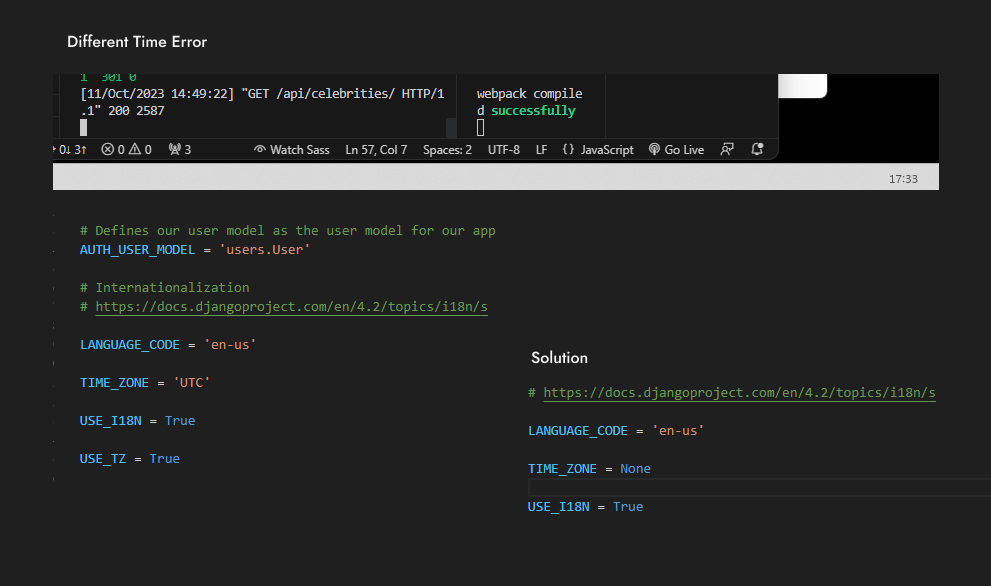 Different Time Error
1" 301 0
[11/Oct/2023 14:49:22] "GET /api/celebrities/ HTTP/1
.1" 200 2587
webpack compile
d successfully
0↓ 3↑ 0 0 3 Watch Sass Ln 57, Col 7 Spaces: 2 UTF-8 LF {} JavaScript Go Live
17:33
# Defines our user model as the user model for our app
AUTH_USER_MODEL = 'users.User'
# Internationalization
# https://docs.djangoproject.com/en/4.2/topics/i18n/s
LANGUAGE_CODE = 'en-us'
TIME_ZONE = 'UTC'
USE_I18N = True
USE_TZ = True
Solution
# https://docs.djangoproject.com/en/4.2/topics/i18n/s
LANGUAGE_CODE = 'en-us'
TIME_ZONE = None
USE_I18N = True